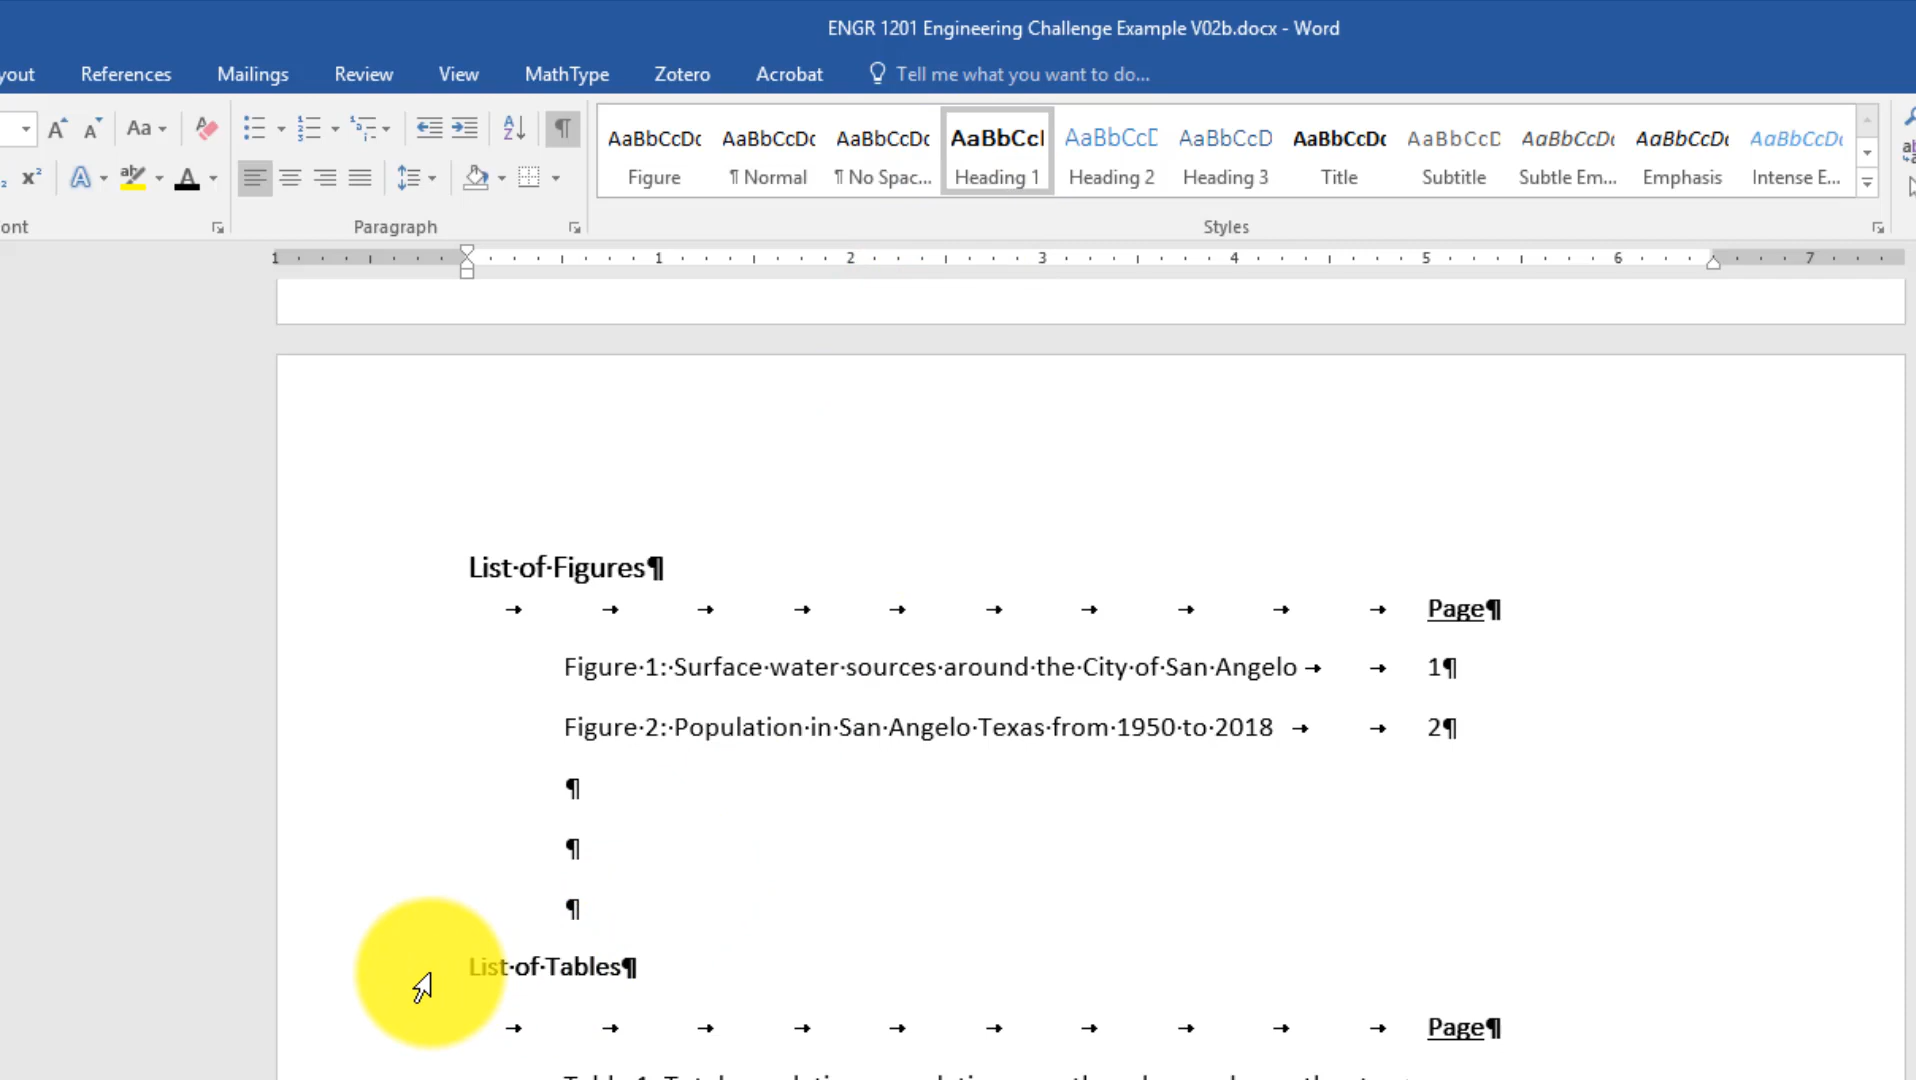 ENGR 1201 Engineering Challenge Example V02b.docx - Word
yout References Mailings Review View MathType Zotero Acrobat Tell me what you want to do...
Aa
AaBbCcDc AaBbCcDc AaBbCcDc AaBbCcI AaBbCcD AaBbCcD AaBbCcDc AaBbCcD AaBbCcDc AaBbCcDc AaBbCcDc
Figure ¶ Normal ¶ No Spac... Heading 1 Heading 2 Heading 3 Title Subtitle Subtle Em... Emphasis Intense E...
ont Paragraph Styles
1 1 2 3 4 5 6 7
List·of·Figures¶
→ → → → → → → → → → Page¶
Figure·1:·Surface·water·sources·around·the·City·of·San·Angelo → → 1¶
Figure·2:·Population·in·San·Angelo·Texas·from·1950·to·2018 → → 2¶
¶
¶
¶
List·of·Tables¶
→ → → → → → → → → → Page¶